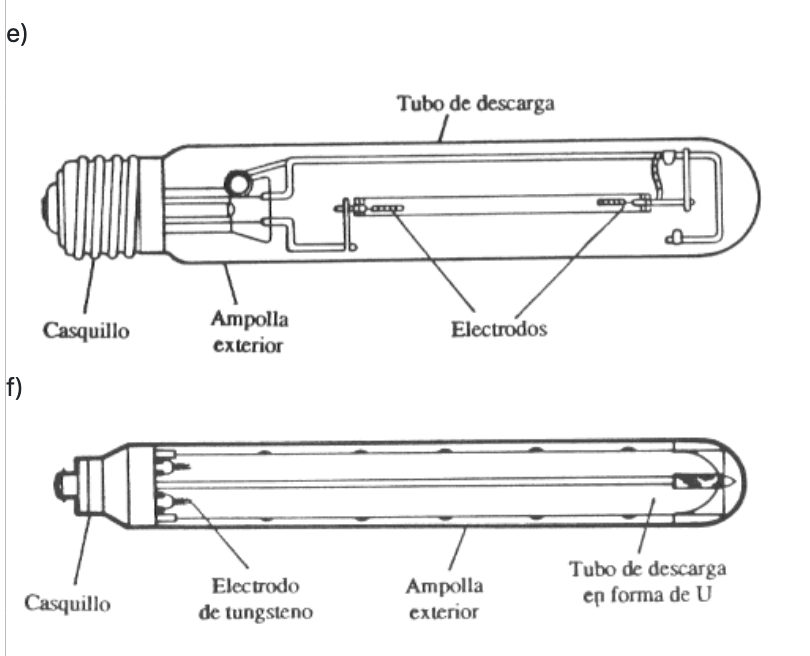 e)
Tubo de descarga
Casquillo
Ampolla
exterior
Electrodos
f)
Casquillo
Electrodo
de tungsteno
Ampolla
exterior
Tubo de descarga
en forma de U